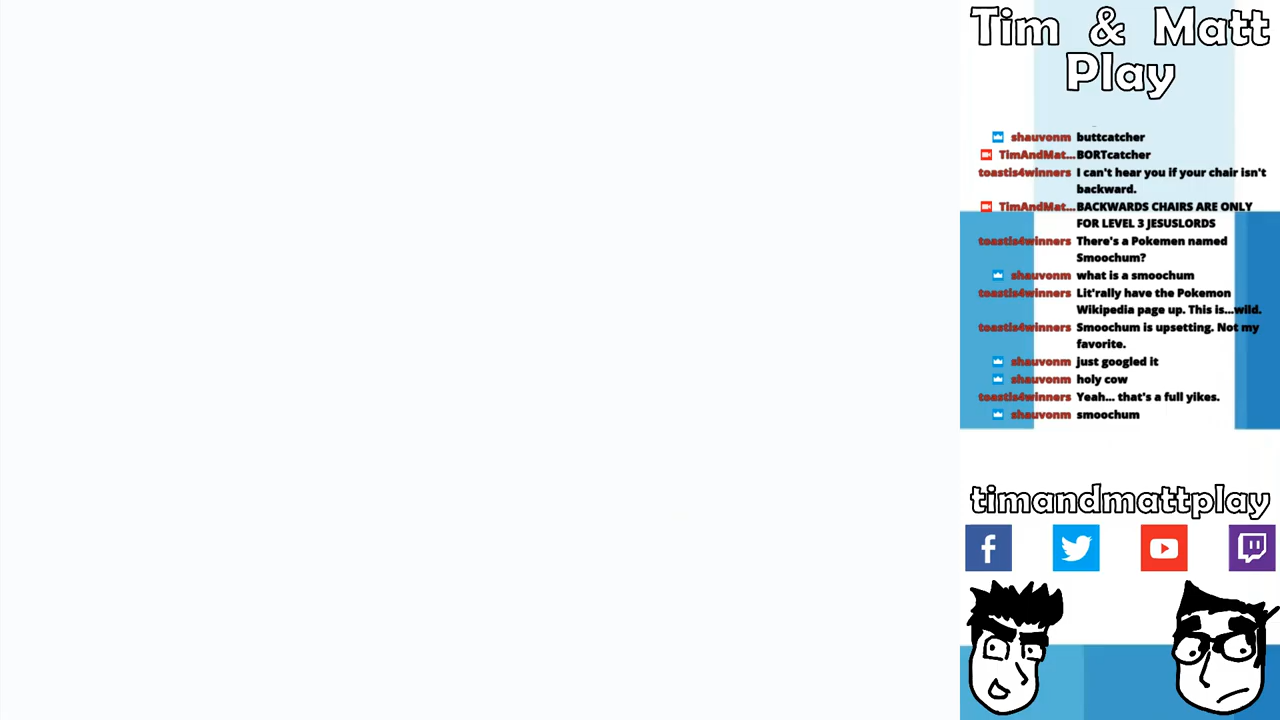 Tim & Matt
Play
shauvonm buttcatcher
TimAndMat... BORTcatcher
toastis4winners I can't hear you if your chair isn't
backward.
TimAndMat... BACKWARDS CHAIRS ARE ONLY
FOR LEVEL 3 JESUSLORDS
toastis4winners There's a Pokemen named
Smoochum?
shauvonm what is a smoochum
toastis4winners Lit'rally have the Pokemon
Wikipedia page up. This is...wild.
toastis4winners Smoochum is upsetting. Not my
favorite.
shauvonm just googled it
shauvonm holy cow
toastis4winners Yeah... that's a full yikes.
shauvonm smoochum
timandmattplay